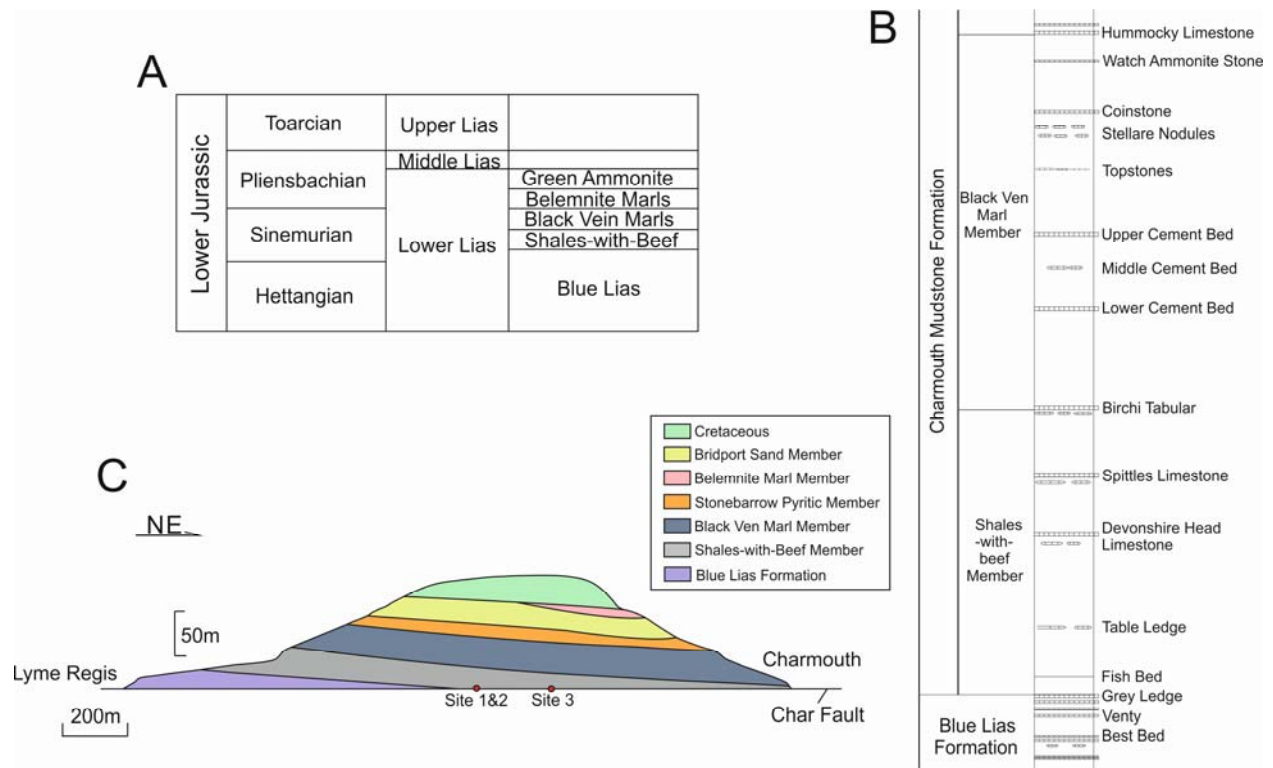 A
Lower Jurassic
Toarcian
Upper Lias
Middle Lias
Pliensbachian
Green Ammonite
Belemnite Marls
Sinemurian
Lower Lias
Black Vein Marls
Shales-with-Beef
Hettangian
Blue Lias
B
Charmouth Mudstone Formation
Black Ven
Marl
Member
Shales
-with-
beef
Member
Blue Lias
Formation
Hummocky Limestone
Watch Ammonite Stone
Coinstone
Stellare Nodules
Topstones
Upper Cement Bed
Middle Cement Bed
Lower Cement Bed
Birchi Tabular
Spittles Limestone
Devonshire Head
Limestone
Table Ledge
Fish Bed
Grey Ledge
Venty
Best Bed
C
Cretaceous
Bridport Sand Member
Belemnite Marl Member
Stonebarrow Pyritic Member
Black Ven Marl Member
Shales-with-Beef Member
Blue Lias Formation
NE
50m
Lyme Regis
Charmouth
Site 1&2
Site 3
Char Fault
200m